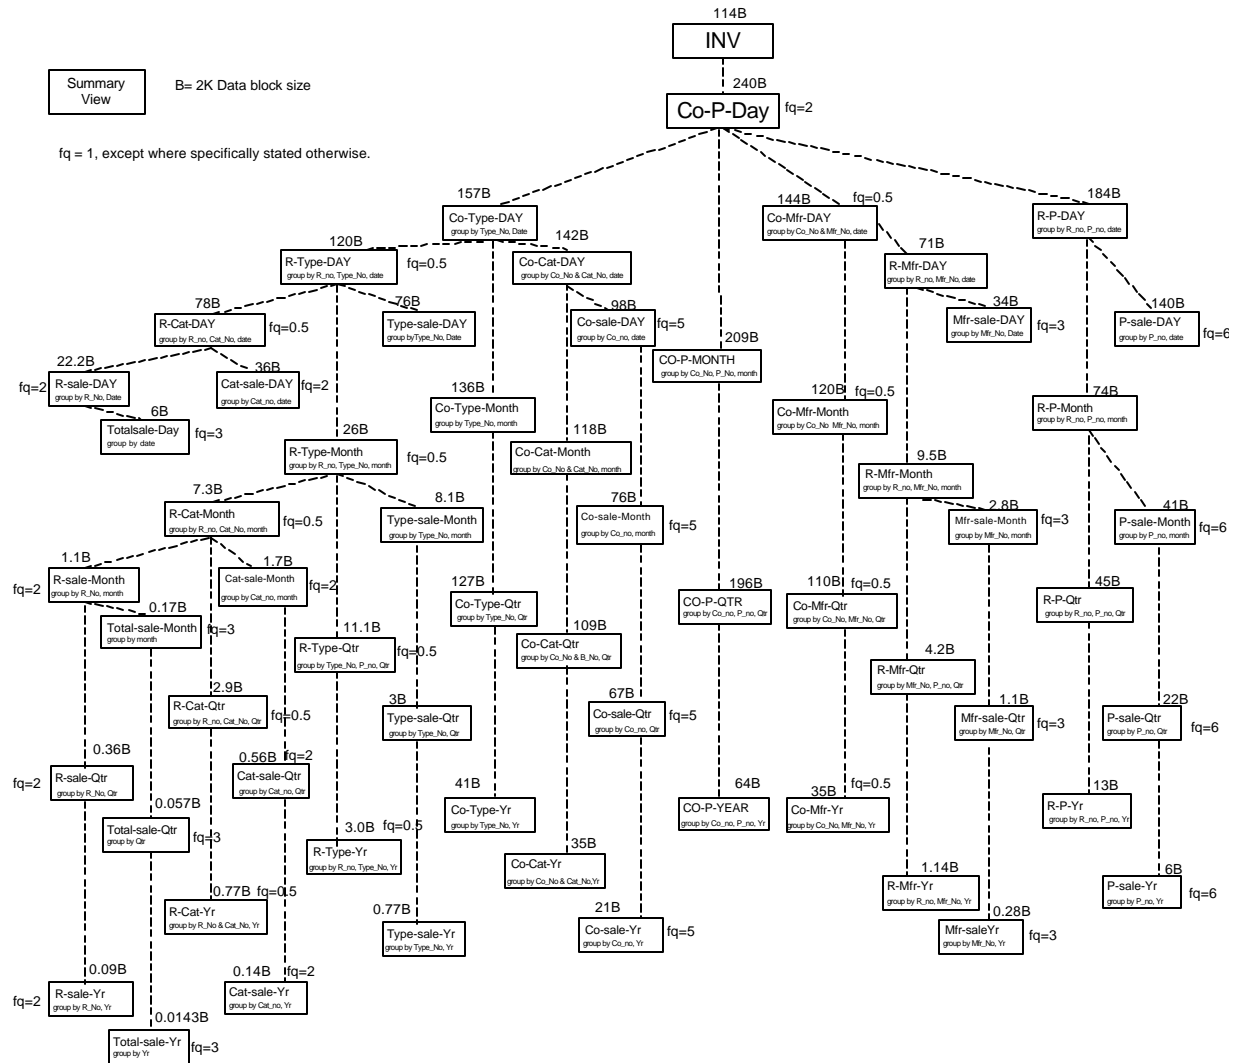 114B
INV
Summary
View
B= 2K Data block size
240B
Co-P-Day
fq=2
fq = 1, except where specifically stated otherwise.
157B
Co-Type-DAY
group by Type_No, Date
144B
fq=0.5
Co-Mfr-DAY
group by Co_No & Mfr_No, date
184B
R-P-DAY
group by R_no, P_no, date
120B
R-Type-DAY
group by R_no, Type_No, date
fq=0.5
142B
Co-Cat-DAY
group by Co_No & Cat_No, date
71B
R-Mfr-DAY
group by R_no, Mfr_No, date
78B
R-Cat-DAY
group by R_no, Cat_No, date
fq=0.5
76B
Type-sale-DAY
group byType_No, Date
98B
Co-sale-DAY
group by Co_no, date
fq=5
34B
Mfr-sale-DAY
group by Mfr_No, Date
fq=3
140B
P-sale-DAY
group by P_no, date
fq=6
209B
CO-P-MONTH
group by Co_No, P_No, month
22.2B
fq=2
R-sale-DAY
group by R_No, Date
36B
Cat-sale-DAY
group by Cat_no, date
fq=2
6B
Totalsale-Day
group by date
fq=3
136B
Co-Type-Month
group by Type_No, month
120B
fq=0.5
Co-Mfr-Month
group by Co_No Mfr_No, month
74B
R-P-Month
group by R_no, P_no, month
26B
R-Type-Month
group by R_no, Type_No, month
fq=0.5
118B
Co-Cat-Month
group by Co_No & Cat_No, month
9.5B
R-Mfr-Month
group by R_no, Mfr_No, month
7.3B
R-Cat-Month
group by R_no, Cat_No, month
fq=0.5
8.1B
Type-sale-Month
group by Type_No, month
76B
Co-sale-Month
group by Co_no, month
fq=5
2.8B
Mfr-sale-Month
group by Mfr_No, month
fq=3
41B
P-sale-Month
group by P_no, month
fq=6
1.1B
fq=2
R-sale-Month
group by R_No, month
1.7B
Cat-sale-Month
group by Cat_no, month
fq=2
0.17B
Total-sale-Month
group by month
fq=3
127B
Co-Type-Qtr
group by Type_No, Qtr
196B
CO-P-QTR
group by Co_no, P_no, Qtr
110B
fq=0.5
Co-Mfr-Qtr
group by Co_No, Mfr_No, Qtr
45B
R-P-Qtr
group by R_no, P_no, Qtr
11.1B
R-Type-Qtr
group by Type_No, P_no, Qtr
fq=0.5
109B
Co-Cat-Qtr
group by Co_No & B_No, Qtr
4.2B
R-Mfr-Qtr
group by Mfr_No, P_no, Qtr
2.9B
R-Cat-Qtr
group by R_no, Cat_No, Qtr
fq=0.5
3B
Type-sale-Qtr
group by Type_No, Qtr
67B
Co-sale-Qtr
group by Co_no, Qtr
fq=5
1.1B
Mfr-sale-Qtr
group by Mfr_No, Qtr
fq=3
22B
P-sale-Qtr
group by P_no, Qtr
fq=6
0.36B
fq=2
R-sale-Qtr
group by R_No, Qtr
0.56B
fq=2
Cat-sale-Qtr
group by Cat_no, Qtr
0.057B
Total-sale-Qtr
group by Qtr
fq=3
41B
Co-Type-Yr
group by Type_No, Yr
64B
CO-P-YEAR
group by Co_no, P_no, Yr
35B
fq=0.5
Co-Mfr-Yr
group by Co_No, Mfr_No, Yr
13B
R-P-Yr
group by R_no, P_no, Yr
3.0B
fq=0.5
R-Type-Yr
group by R_no, Type_No, Yr
35B
Co-Cat-Yr
group by Co_No & Cat_No,Yr
1.14B
R-Mfr-Yr
group by R_no, Mfr_No, Yr
6B
P-sale-Yr
group by P_no, Yr
fq=6
0.77B
fq=0.5
R-Cat-Yr
group by R_No & Cat_No, Yr
0.77B
Type-sale-Yr
group by Type_No, Yr
21B
Co-sale-Yr
group by Co_no, Yr
fq=5
0.28B
Mfr-saleYr
group by Mfr_No, Yr
fq=3
0.09B
fq=2
R-sale-Yr
group by R_No, Yr
0.14B
fq=2
Cat-sale-Yr
group by Cat_no, Yr
0.0143B
Total-sale-Yr
group by Yr
fq=3